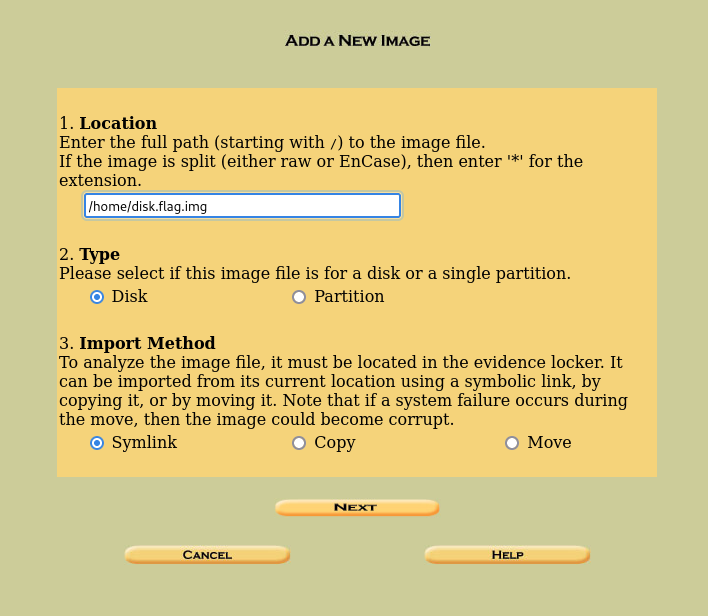 Add a New Image
1. Location
Enter the full path (starting with /) to the image file.
If the image is split (either raw or EnCase), then enter '*' for the
extension.
/home/disk.flag.img
2. Type
Please select if this image file is for a disk or a single partition.
Disk Partition
3. Import Method
To analyze the image file, it must be located in the evidence locker. It
can be imported from its current location using a symbolic link, by
copying it, or by moving it. Note that if a system failure occurs during
the move, then the image could become corrupt.
Symlink Copy Move
Next
Cancel Help